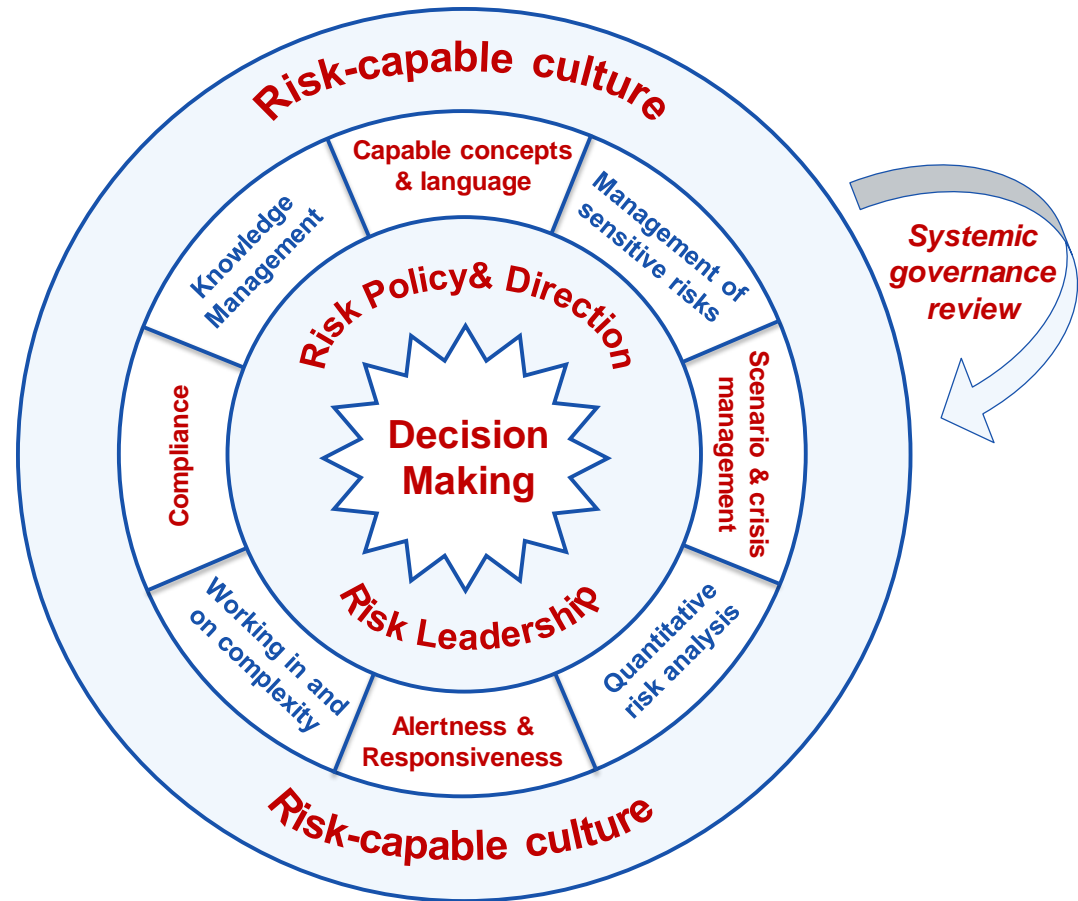 Risk-capable culture
Capable concepts
& language
Management of
sensitive risks
Scenario & crisis
management
Quantitative
risk analysis
Alertness &
Responsiveness
Working in and
on complexity
Compliance
Knowledge
Management
Risk Policy& Direction
Decision
Making
Risk Leadership
Risk-capable culture
Systemic
governance
review